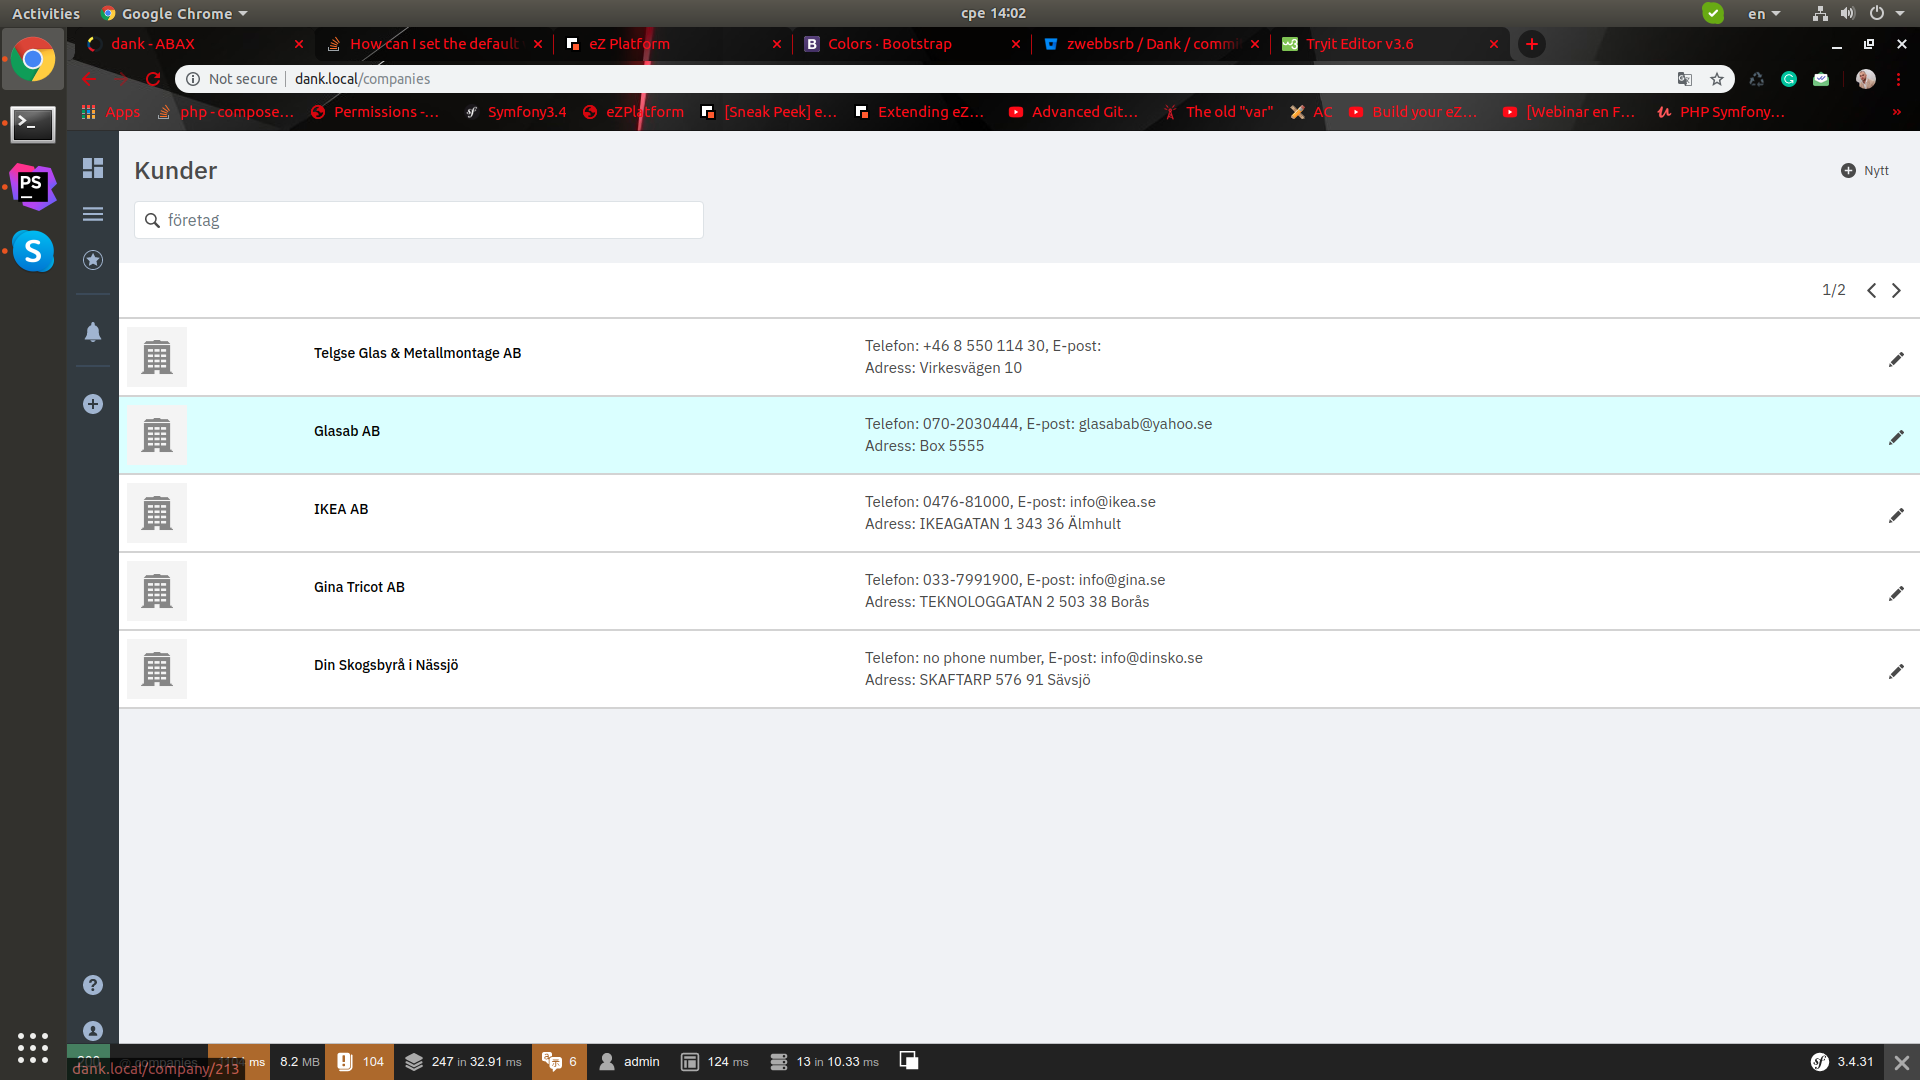 Activities
Google Chrome
cpe 14:02
en
dank - ABAX
How can I set the default
eZ Platform
Colors · Bootstrap
zwebbsrb / Dank / commi
Tryit Editor v3.6
Not secure
dank.local/companies
Apps
php - compose...
Permissions -...
Symfony3.4
eZPlatform
[Sneak Peek] e...
Extending eZ...
Advanced Git...
The old "var"
AC
Build your eZ...
[Webinar en F...
PHP Symfony...
»
PS
Kunder
Nytt
företag
1/2
Telgse Glas & Metallmontage AB
Telefon: +46 8 550 114 30, E-post:
Adress: Virkesvägen 10
Glasab AB
Telefon: 070-2030444, E-post: glasabab@yahoo.se
Adress: Box 5555
IKEA AB
Telefon: 0476-81000, E-post: info@ikea.se
Adress: IKEAGATAN 1 343 36 Älmhult
Gina Tricot AB
Telefon: 033-7991900, E-post: info@gina.se
Adress: TEKNOLOGGATAN 2 503 38 Borås
Din Skogsbyrå i Nässjö
Telefon: no phone number, E-post: info@dinsko.se
Adress: SKAFTARP 576 91 Sävsjö
200
@ companies
ms
8.2 MB
104
247 in 32.91 ms
6
admin
124 ms
13 in 10.33 ms
3.4.31
dank.local/company/213